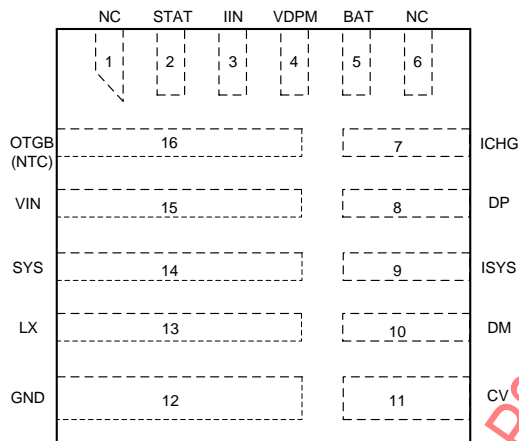 NC STAT IIN VDPM BAT NC
1 2 3 4 5 6
OTGB 16 7 ICHG
(NTC)
VIN 15 8 DP
SYS 14 9 ISYS
LX 13 10 DM
GND 12 11 CV